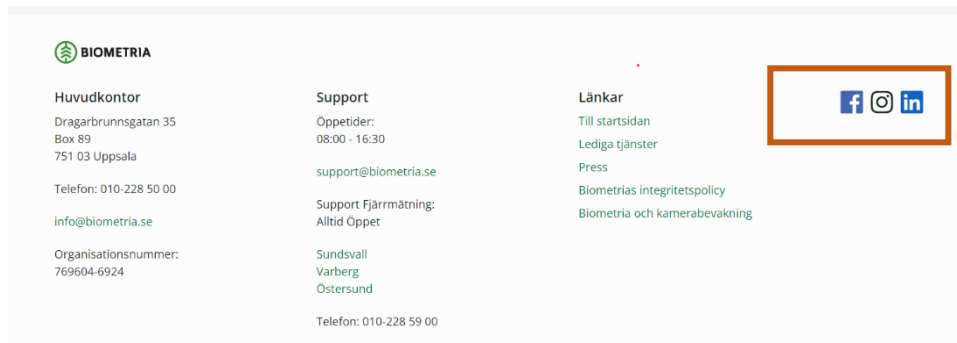 BIOMETRIA
Huvudkontor
Dragarbrunnsgatan 35
Box 89
751 03 Uppsala
Telefon: 010-228 50 00
info@biometria.se
Organisationsnummer:
769604-6924
Support
Öppetider:
08:00 - 16:30
support@biometria.se
Support Fjärrmätning:
Alltid Öppet
Sundsvall
Varberg
Östersund
Telefon: 010-228 59 00
Länkar
Till startsidan
Lediga tjänster
Press
Biometrias integritetspolicy
Biometria och kamerabevakning
f
in